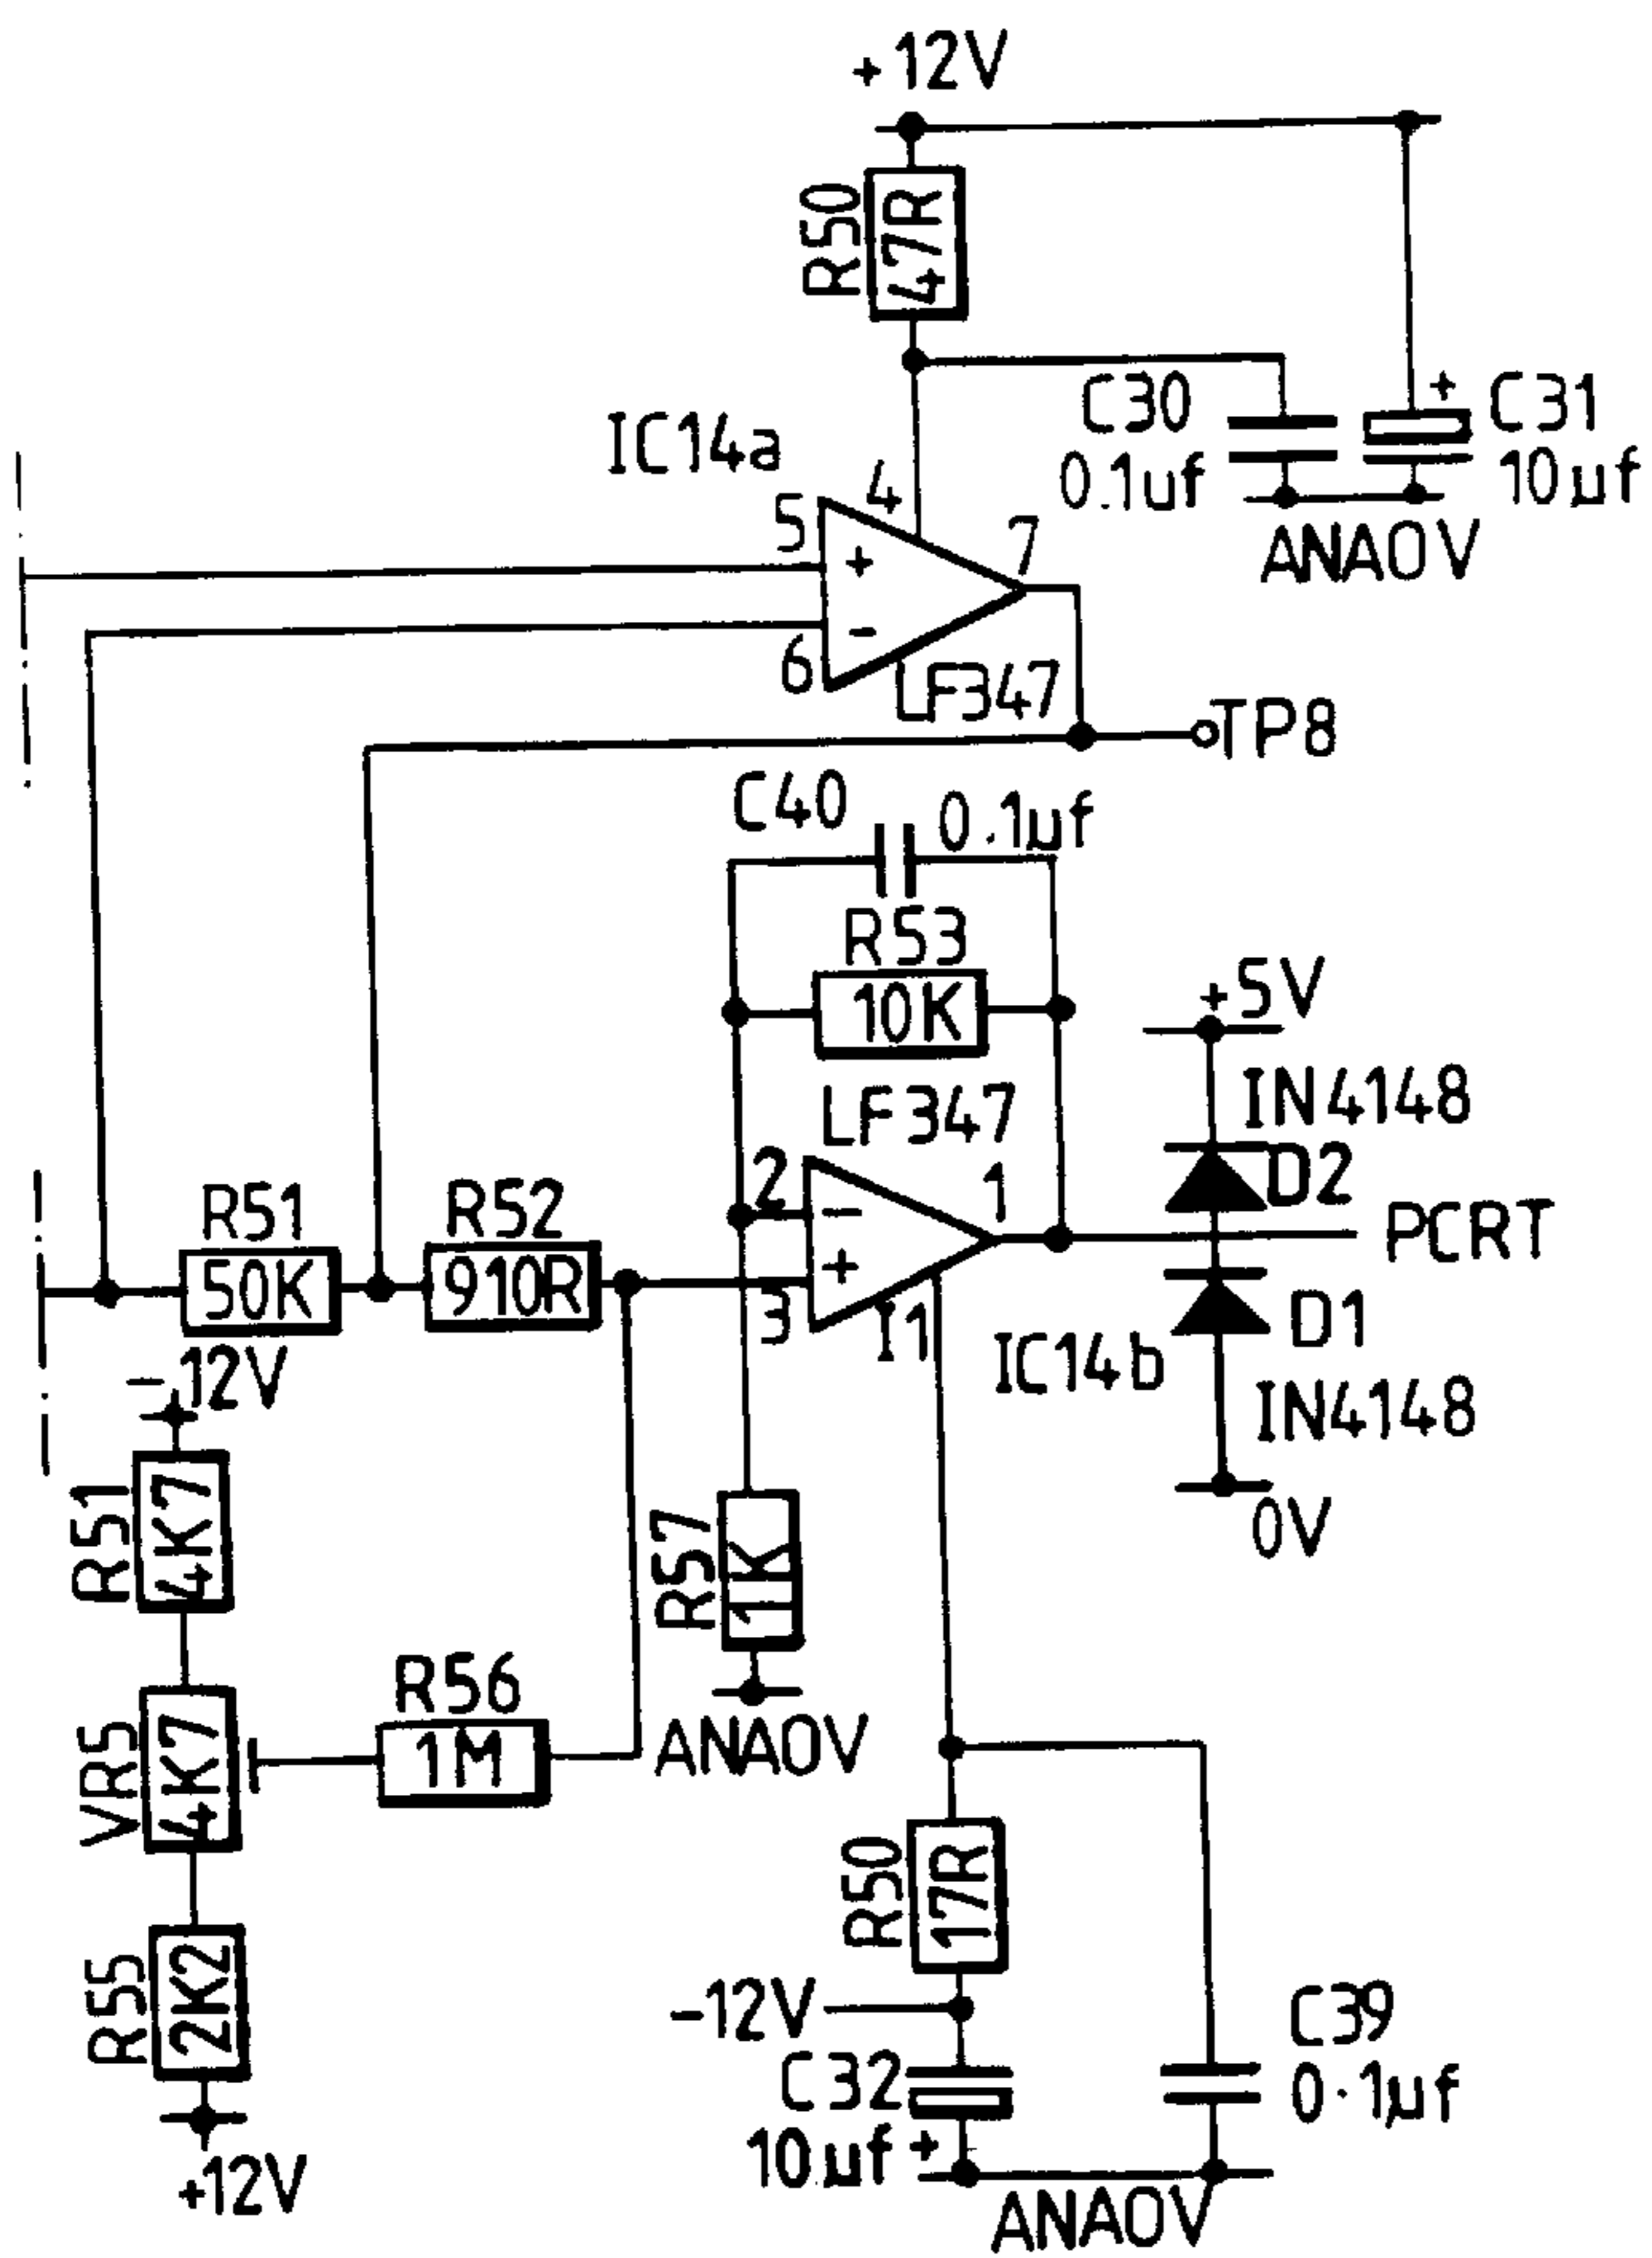 +12V
R50
47R
C30
0.1uf
+
C31
10µf
ANA0V
IC14a
5
4
7
+
-
6
LF347
TP8
C40
0.1µf
R53
10K
LF347
+5V
IN4148
D2
2
1
-
+
3
11
PCRT
R51
50K
R52
910R
IC14b
D1
IN4148
0V
-12V
R51
4K7
R57
1K
VR5
4K7
R56
1M
ANA0V
R50
17R
R55
2K2
-12V
C32
10µf +
C39
0.1µf
+12V
ANA0V